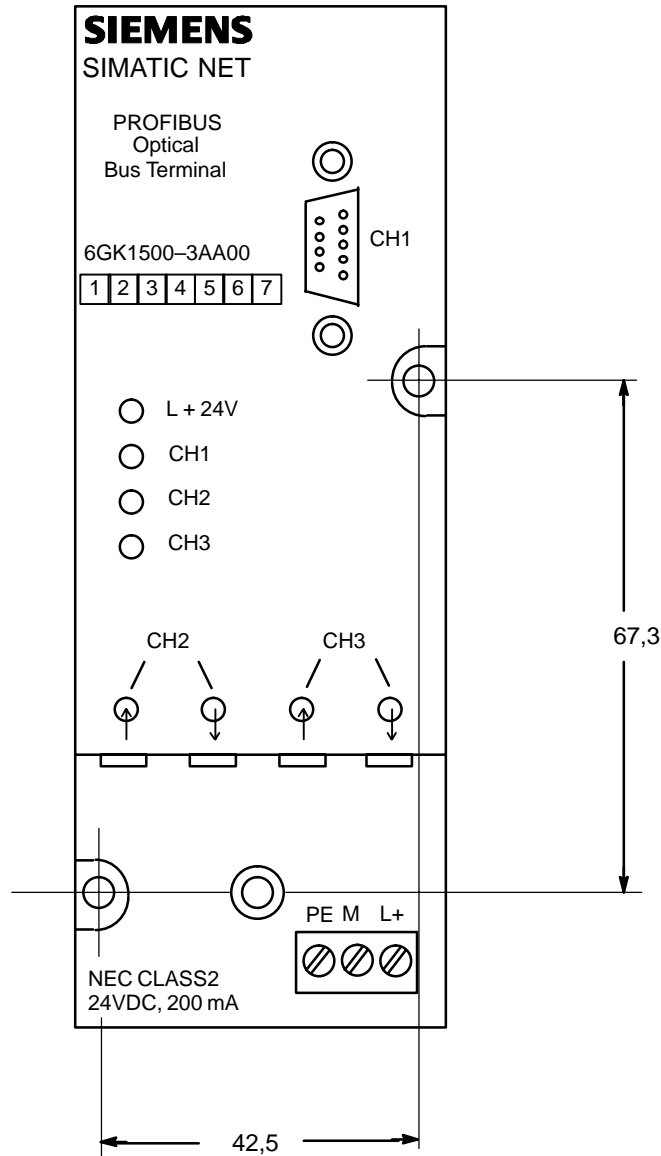 SIEMENS
SIMATIC NET
PROFIBUS
Optical
Bus Terminal
CH1
6GK1500–3AA00
1 2 3 4 5 6 7
L + 24V
CH1
CH2
CH3
67,3
CH2 CH3
PE M L+
NEC CLASS2
24VDC, 200 mA
42,5